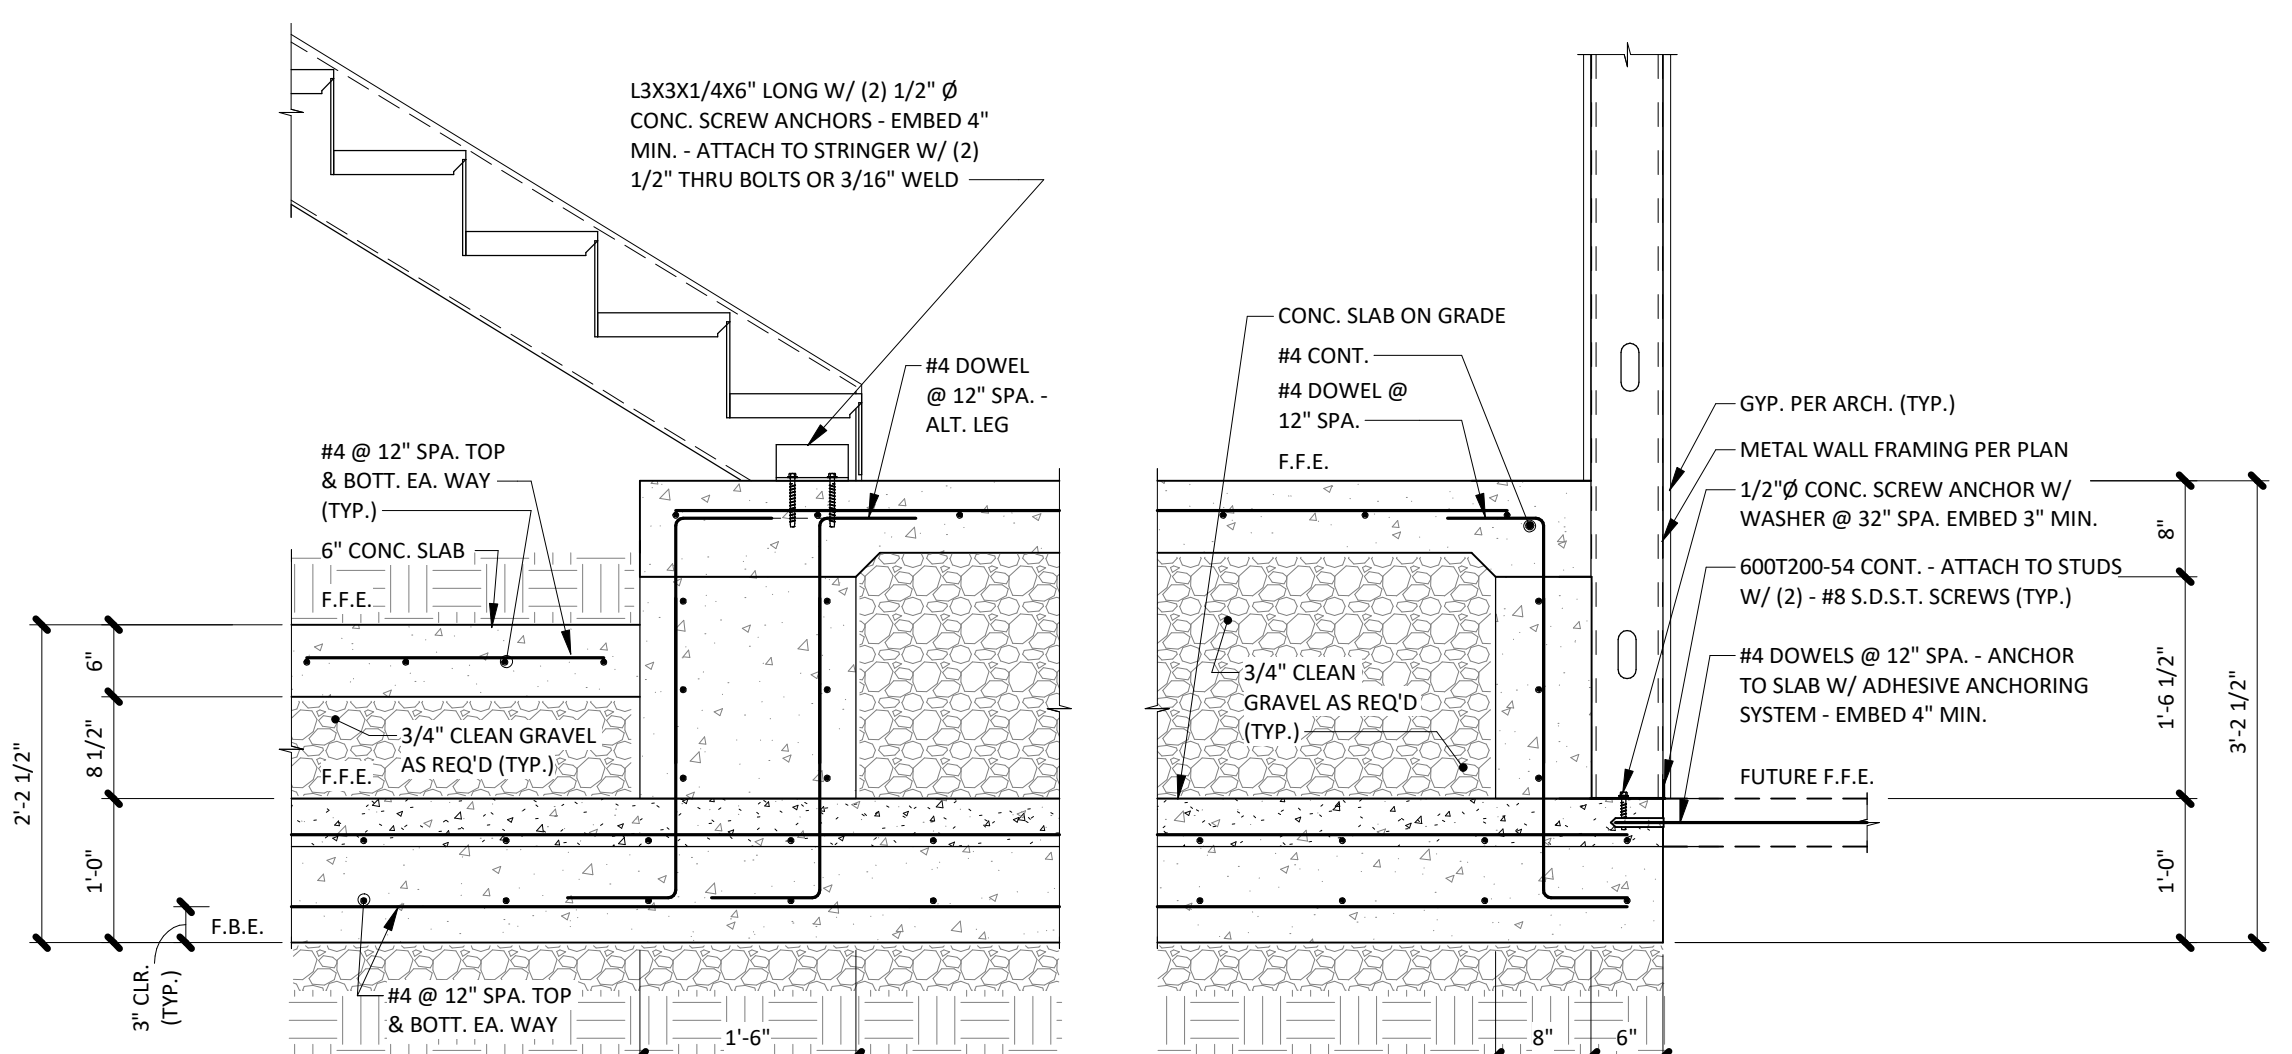 L3X3X1/4X6" LONG W/ (2) 1/2" Ø
CONC. SCREW ANCHORS - EMBED 4"
MIN. - ATTACH TO STRINGER W/ (2)
1/2" THRU BOLTS OR 3/16" WELD
#4 DOWEL
@ 12" SPA. -
ALT. LEG
#4 @ 12" SPA. TOP
& BOTT. EA. WAY
(TYP.)
6" CONC. SLAB
F.F.E.
3/4" CLEAN GRAVEL
AS REQ'D (TYP.)
F.F.E.
F.B.E.
#4 @ 12" SPA. TOP
& BOTT. EA. WAY
2'-2 1/2"
6"
8 1/2"
1'-0"
3" CLR.
(TYP.)
1'-6"
CONC. SLAB ON GRADE
#4 CONT.
#4 DOWEL @
12" SPA.
F.F.E.
3/4" CLEAN
GRAVEL AS REQ'D
(TYP.)
GYP. PER ARCH. (TYP.)
METAL WALL FRAMING PER PLAN
1/2"Ø CONC. SCREW ANCHOR W/
WASHER @ 32" SPA. EMBED 3" MIN.
600T200-54 CONT. - ATTACH TO STUDS
W/ (2) - #8 S.D.S.T. SCREWS (TYP.)
#4 DOWELS @ 12" SPA. - ANCHOR
TO SLAB W/ ADHESIVE ANCHORING
SYSTEM - EMBED 4" MIN.
FUTURE F.F.E.
8"
1'-6 1/2"
1'-0"
3'-2 1/2"
8"
6"